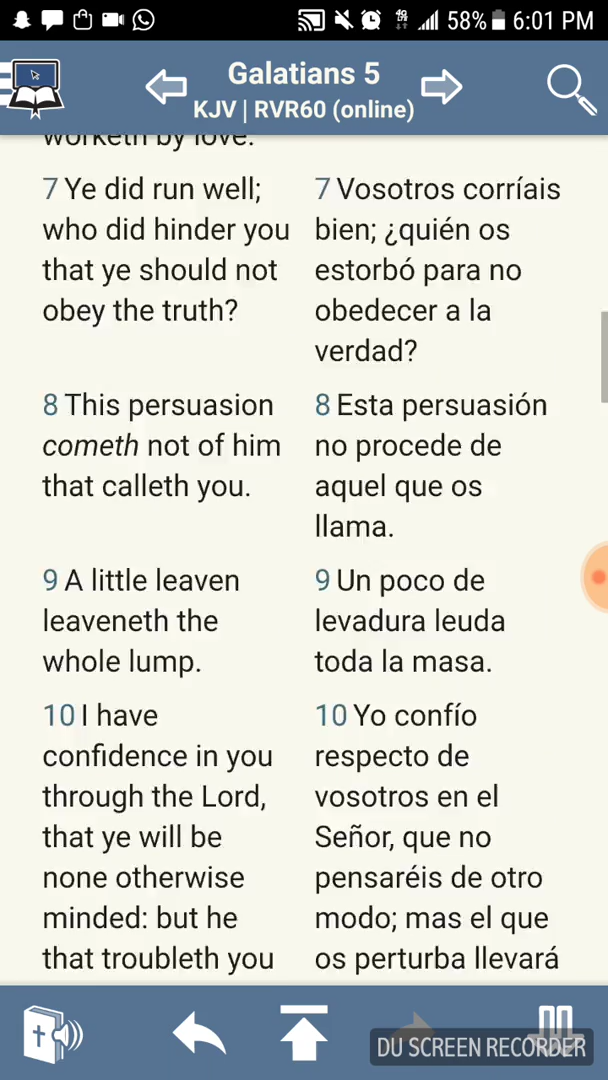 58% 6:01 PM
Galatians 5
KJV | RVR60 (online)
worketh by love.
7 Ye did run well;
who did hinder you
that ye should not
obey the truth?
7 Vosotros corríais
bien; ¿quién os
estorbó para no
obedecer a la
verdad?
8 This persuasion
cometh not of him
that calleth you.
8 Esta persuasión
no procede de
aquel que os
llama.
9 A little leaven
leaveneth the
whole lump.
9 Un poco de
levadura leuda
toda la masa.
10 I have
confidence in you
through the Lord,
that ye will be
none otherwise
minded: but he
that troubleth you
10 Yo confío
respecto de
vosotros en el
Señor, que no
pensaréis de otro
modo; mas el que
os perturba llevará
DU SCREEN RECORDER